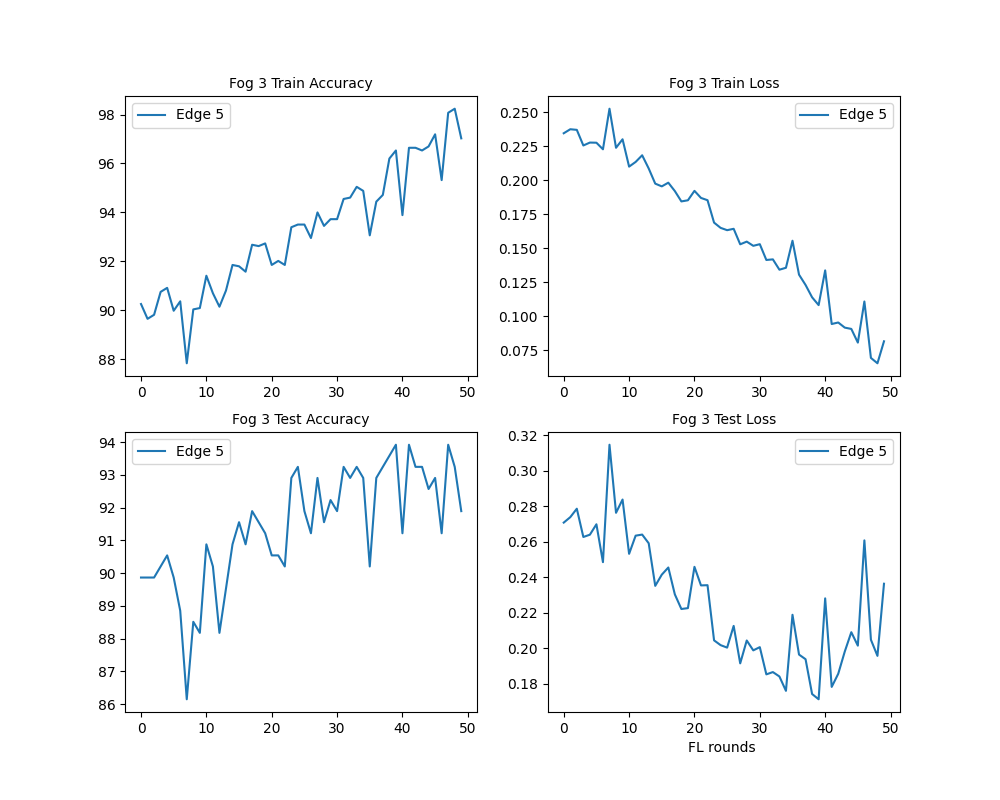 Fog 3 Train Accuracy
Edge 5
98
96
94
92
90
88
0 10 20 30 40 50
Fog 3 Train Loss
Edge 5
0.250
0.225
0.200
0.175
0.150
0.125
0.100
0.075
0 10 20 30 40 50
Fog 3 Test Accuracy
Edge 5
94
93
92
91
90
89
88
87
86
0 10 20 30 40 50
Fog 3 Test Loss
Edge 5
0.32
0.30
0.28
0.26
0.24
0.22
0.20
0.18
0 10 20 30 40 50
FL rounds